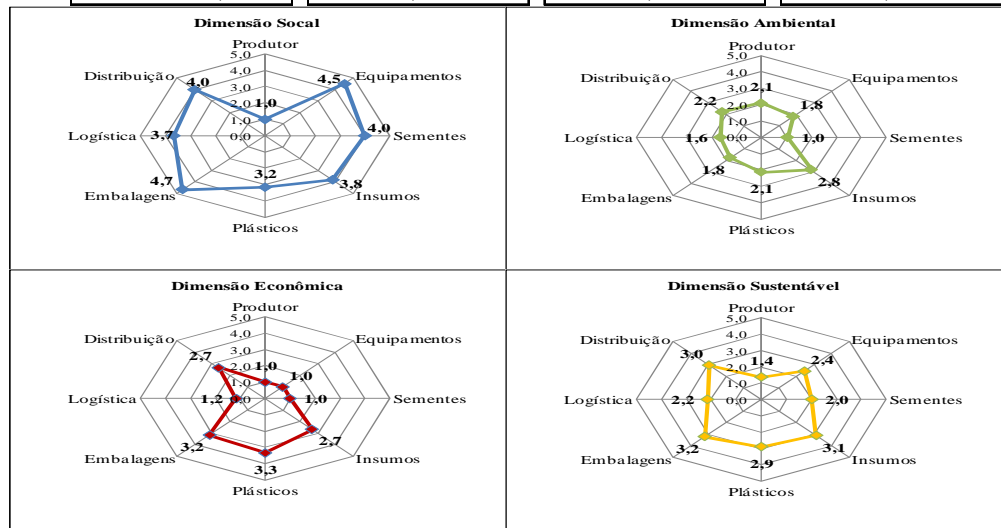 Dimensão Socal
Produtor
5,0
4,0
3,0
2,0
1,0
0,0
Equipamentos
Sementes
Insumos
Plásticos
Embalagens
Logística
Distribuição
1,0
4,5
4,0
3,8
3,2
4,7
3,7
4,0
Dimensão Ambiental
Produtor
5,0
4,0
3,0
2,0
1,0
0,0
Equipamentos
Sementes
Insumos
Plásticos
Embalagens
Logística
Distribuição
2,1
1,8
1,0
2,8
2,1
1,8
1,6
2,2
Dimensão Econômica
Produtor
5,0
4,0
3,0
2,0
1,0
0,0
Equipamentos
Sementes
Insumos
Plásticos
Embalagens
Logística
Distribuição
1,0
1,0
1,0
2,7
3,3
3,2
1,2
2,7
Dimensão Sustentável
Produtor
5,0
4,0
3,0
2,0
1,0
0,0
Equipamentos
Sementes
Insumos
Plásticos
Embalagens
Logística
Distribuição
1,4
2,4
2,0
3,1
2,9
3,2
2,2
3,0